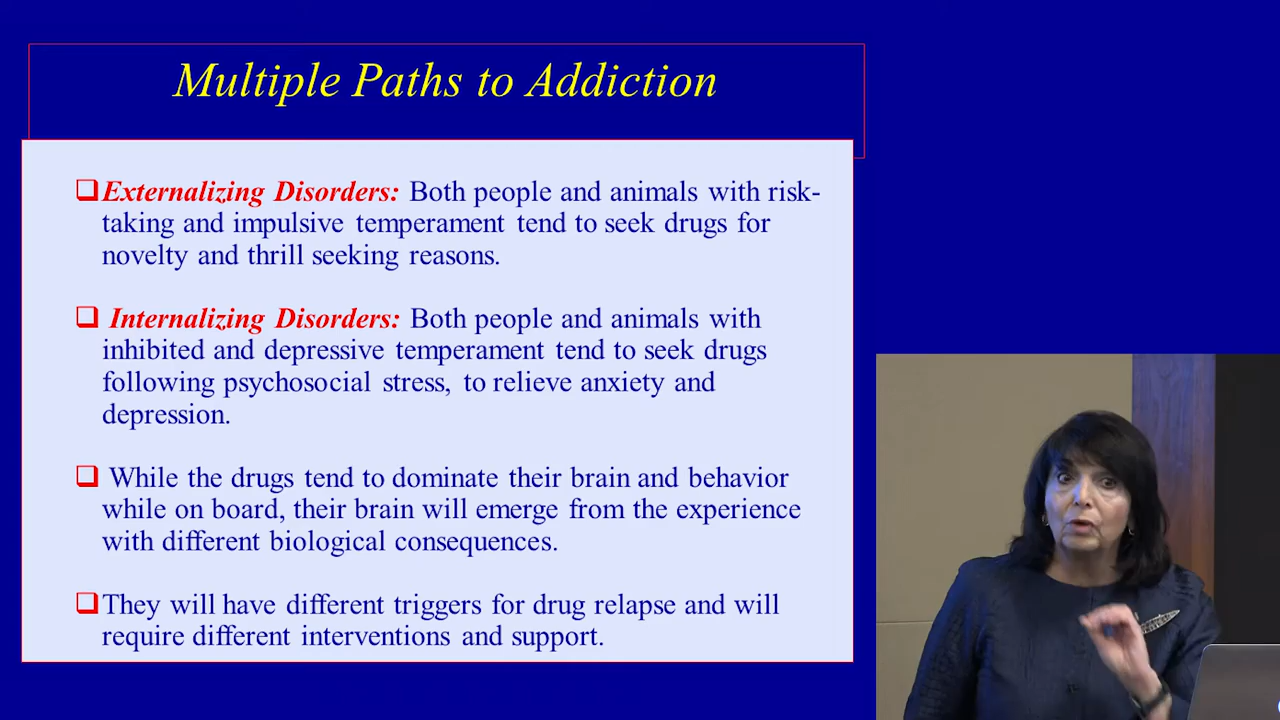 Multiple Paths to Addiction
❑Externalizing Disorders: Both people and animals with risk-
taking and impulsive temperament tend to seek drugs for
novelty and thrill seeking reasons.
❑ Internalizing Disorders: Both people and animals with
inhibited and depressive temperament tend to seek drugs
following psychosocial stress, to relieve anxiety and
depression.
❑ While the drugs tend to dominate their brain and behavior
while on board, their brain will emerge from the experience
with different biological consequences.
❑They will have different triggers for drug relapse and will
require different interventions and support.